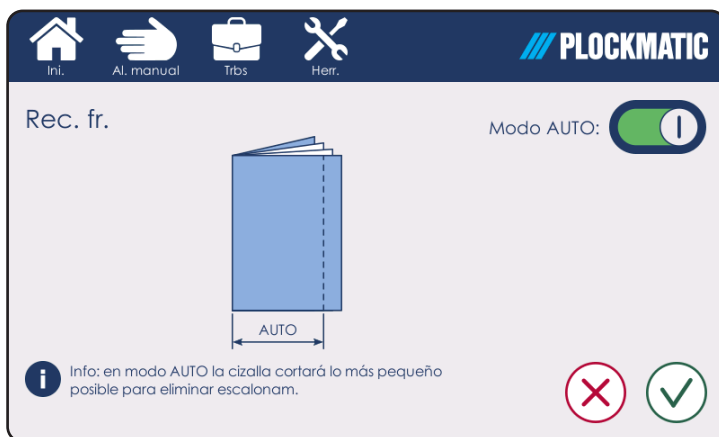 Ini.
Al. manual
Trbs
Herr.
PLOCKMATIC
Rec. fr.
Modo AUTO:
AUTO
i
Info: en modo AUTO la cizalla cortará lo más pequeño
posible para eliminar escalonam.